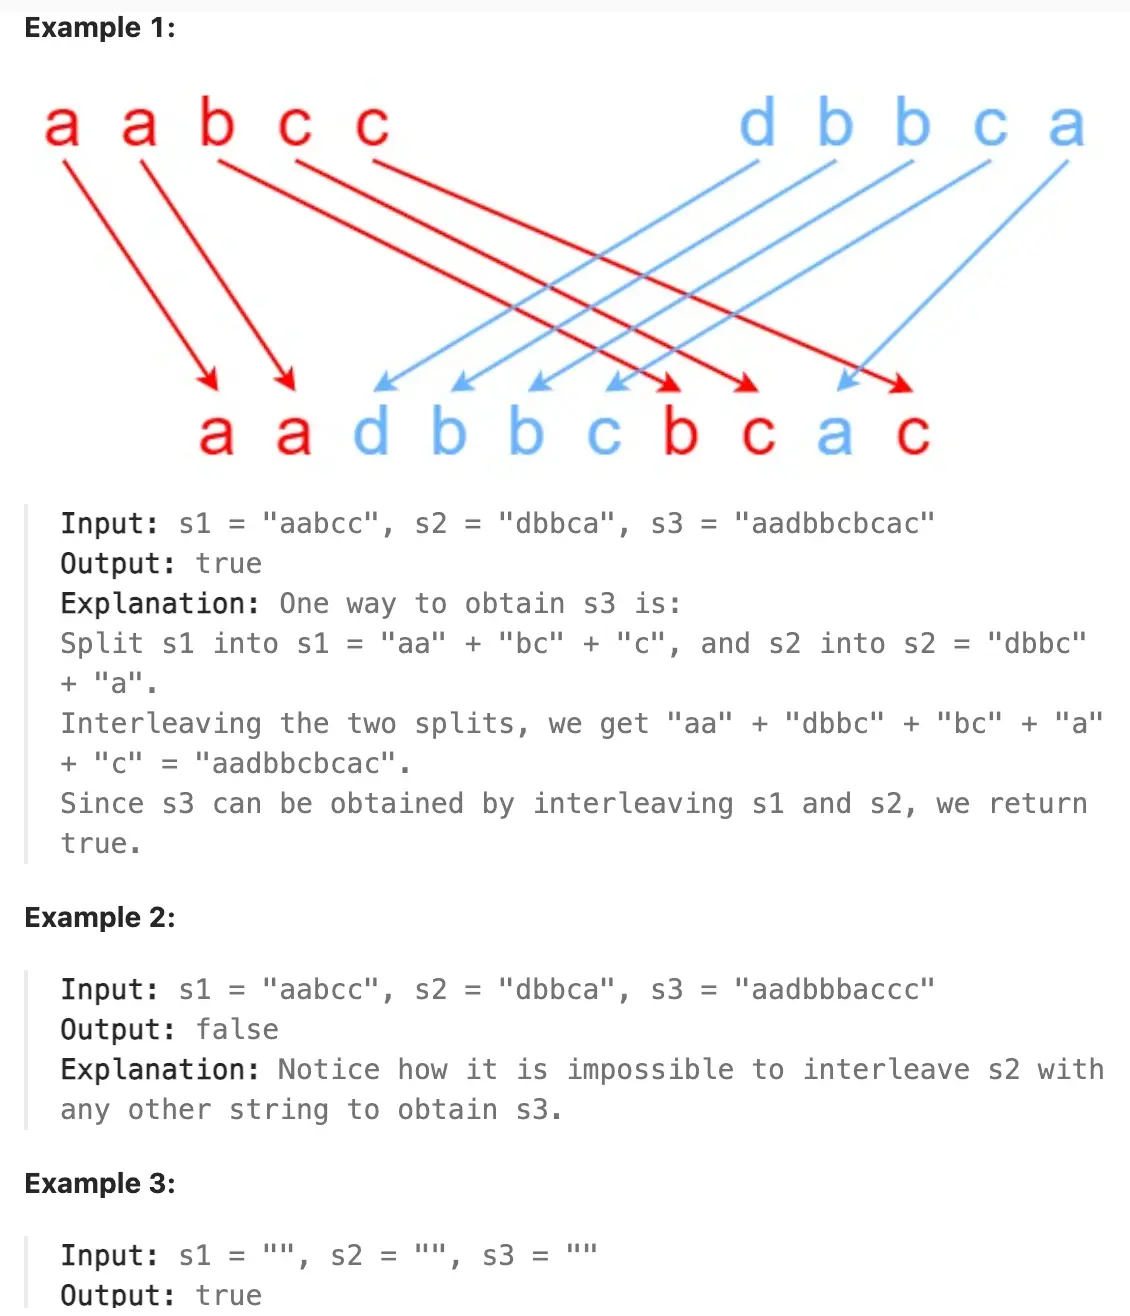 Example 1:
a a b c c d b b c a
a a d b b c b c a c
Input: s1 = "aabcc", s2 = "dbbca", s3 = "aadbbcbcac"
Output: true
Explanation: One way to obtain s3 is:
Split s1 into s1 = "aa" + "bc" + "c", and s2 into s2 = "dbbc"
+ "a".
Interleaving the two splits, we get "aa" + "dbbc" + "bc" + "a"
+ "c" = "aadbbcbcac".
Since s3 can be obtained by interleaving s1 and s2, we return
true.
Example 2:
Input: s1 = "aabcc", s2 = "dbbca", s3 = "aadbbbaccc"
Output: false
Explanation: Notice how it is impossible to interleave s2 with
any other string to obtain s3.
Example 3:
Input: s1 = "", s2 = "", s3 = ""
Output: true